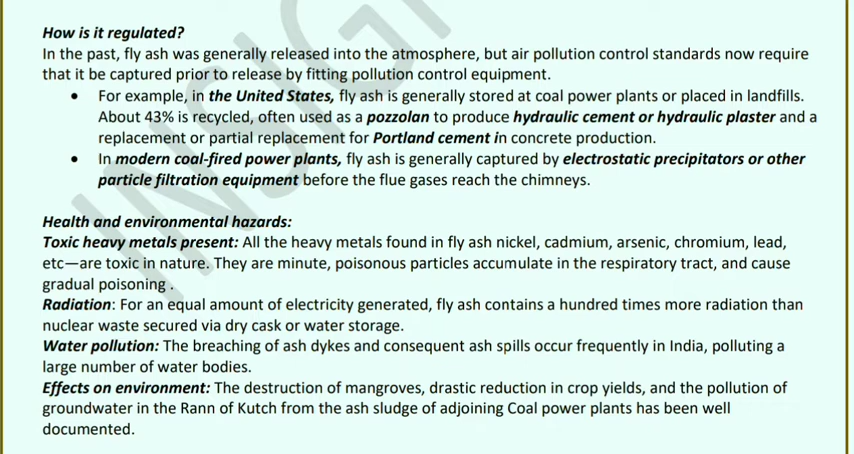 How is it regulated?
In the past, fly ash was generally released into the atmosphere, but air pollution control standards now require
that it be captured prior to release by fitting pollution control equipment.
• For example, in the United States, fly ash is generally stored at coal power plants or placed in landfills.
About 43% is recycled, often used as a pozzolan to produce hydraulic cement or hydraulic plaster and a
replacement or partial replacement for Portland cement in concrete production.
• In modern coal-fired power plants, fly ash is generally captured by electrostatic precipitators or other
particle filtration equipment before the flue gases reach the chimneys.
Health and environmental hazards:
Toxic heavy metals present: All the heavy metals found in fly ash nickel, cadmium, arsenic, chromium, lead,
etc—are toxic in nature. They are minute, poisonous particles accumulate in the respiratory tract, and cause
gradual poisoning .
Radiation: For an equal amount of electricity generated, fly ash contains a hundred times more radiation than
nuclear waste secured via dry cask or water storage.
Water pollution: The breaching of ash dykes and consequent ash spills occur frequently in India, polluting a
large number of water bodies.
Effects on environment: The destruction of mangroves, drastic reduction in crop yields, and the pollution of
groundwater in the Rann of Kutch from the ash sludge of adjoining Coal power plants has been well
documented.
INSIG